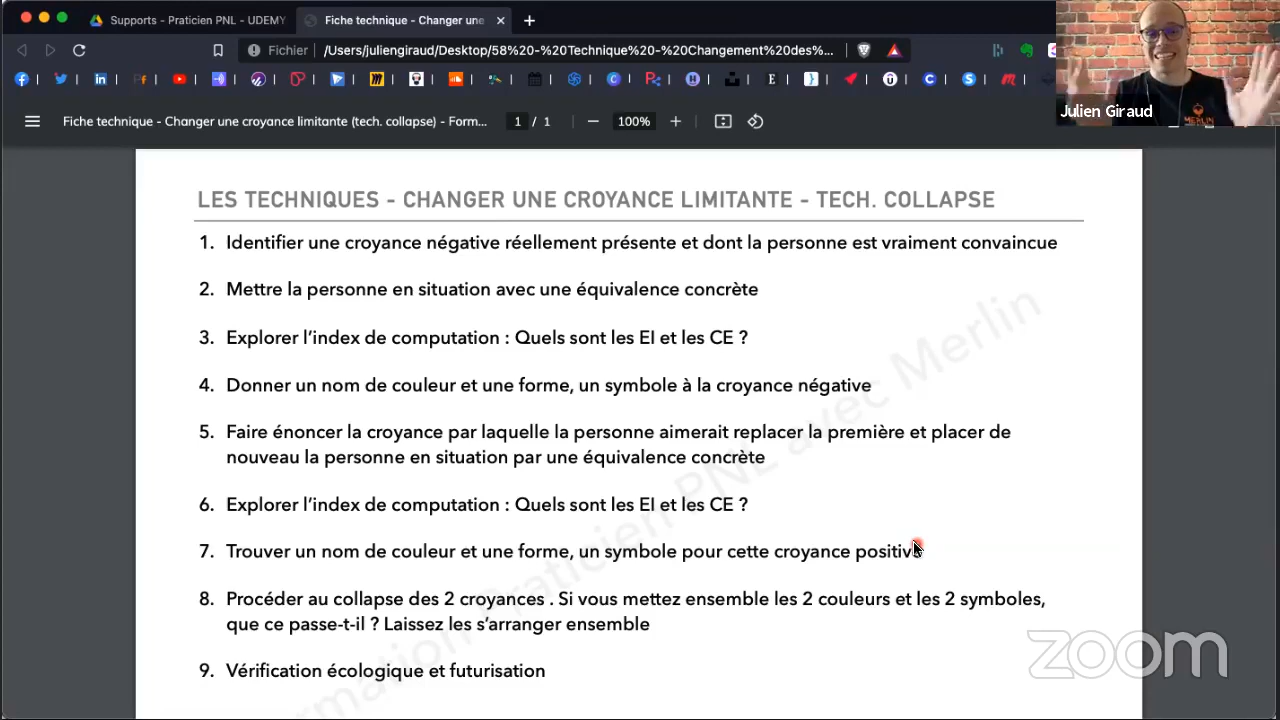 Supports - Praticien PNL - UDEMY
Fiche technique - Changer une
Fichier
/Users/juliengiraud/Desktop/58%20-%20Technique%20-%20Changement%20des%...
Julien Giraud
MERLIN
Fiche technique - Changer une croyance limitante (tech. collapse) - Form...
1 / 1
100%
LES TECHNIQUES - CHANGER UNE CROYANCE LIMITANTE - TECH. COLLAPSE
1. Identifier une croyance négative réellement présente et dont la personne est vraiment convaincue
2. Mettre la personne en situation avec une équivalence concrète
3. Explorer l'index de computation : Quels sont les EI et les CE ?
4. Donner un nom de couleur et une forme, un symbole à la croyance négative
5. Faire énoncer la croyance par laquelle la personne aimerait replacer la première et placer de
nouveau la personne en situation par une équivalence concrète
6. Explorer l'index de computation : Quels sont les EI et les CE ?
7. Trouver un nom de couleur et une forme, un symbole pour cette croyance positive
8. Procéder au collapse des 2 croyances . Si vous mettez ensemble les 2 couleurs et les 2 symboles,
que ce passe-t-il ? Laissez les s'arranger ensemble
9. Vérification écologique et futurisation
Formation Praticien PNL avec Merlin
zoom